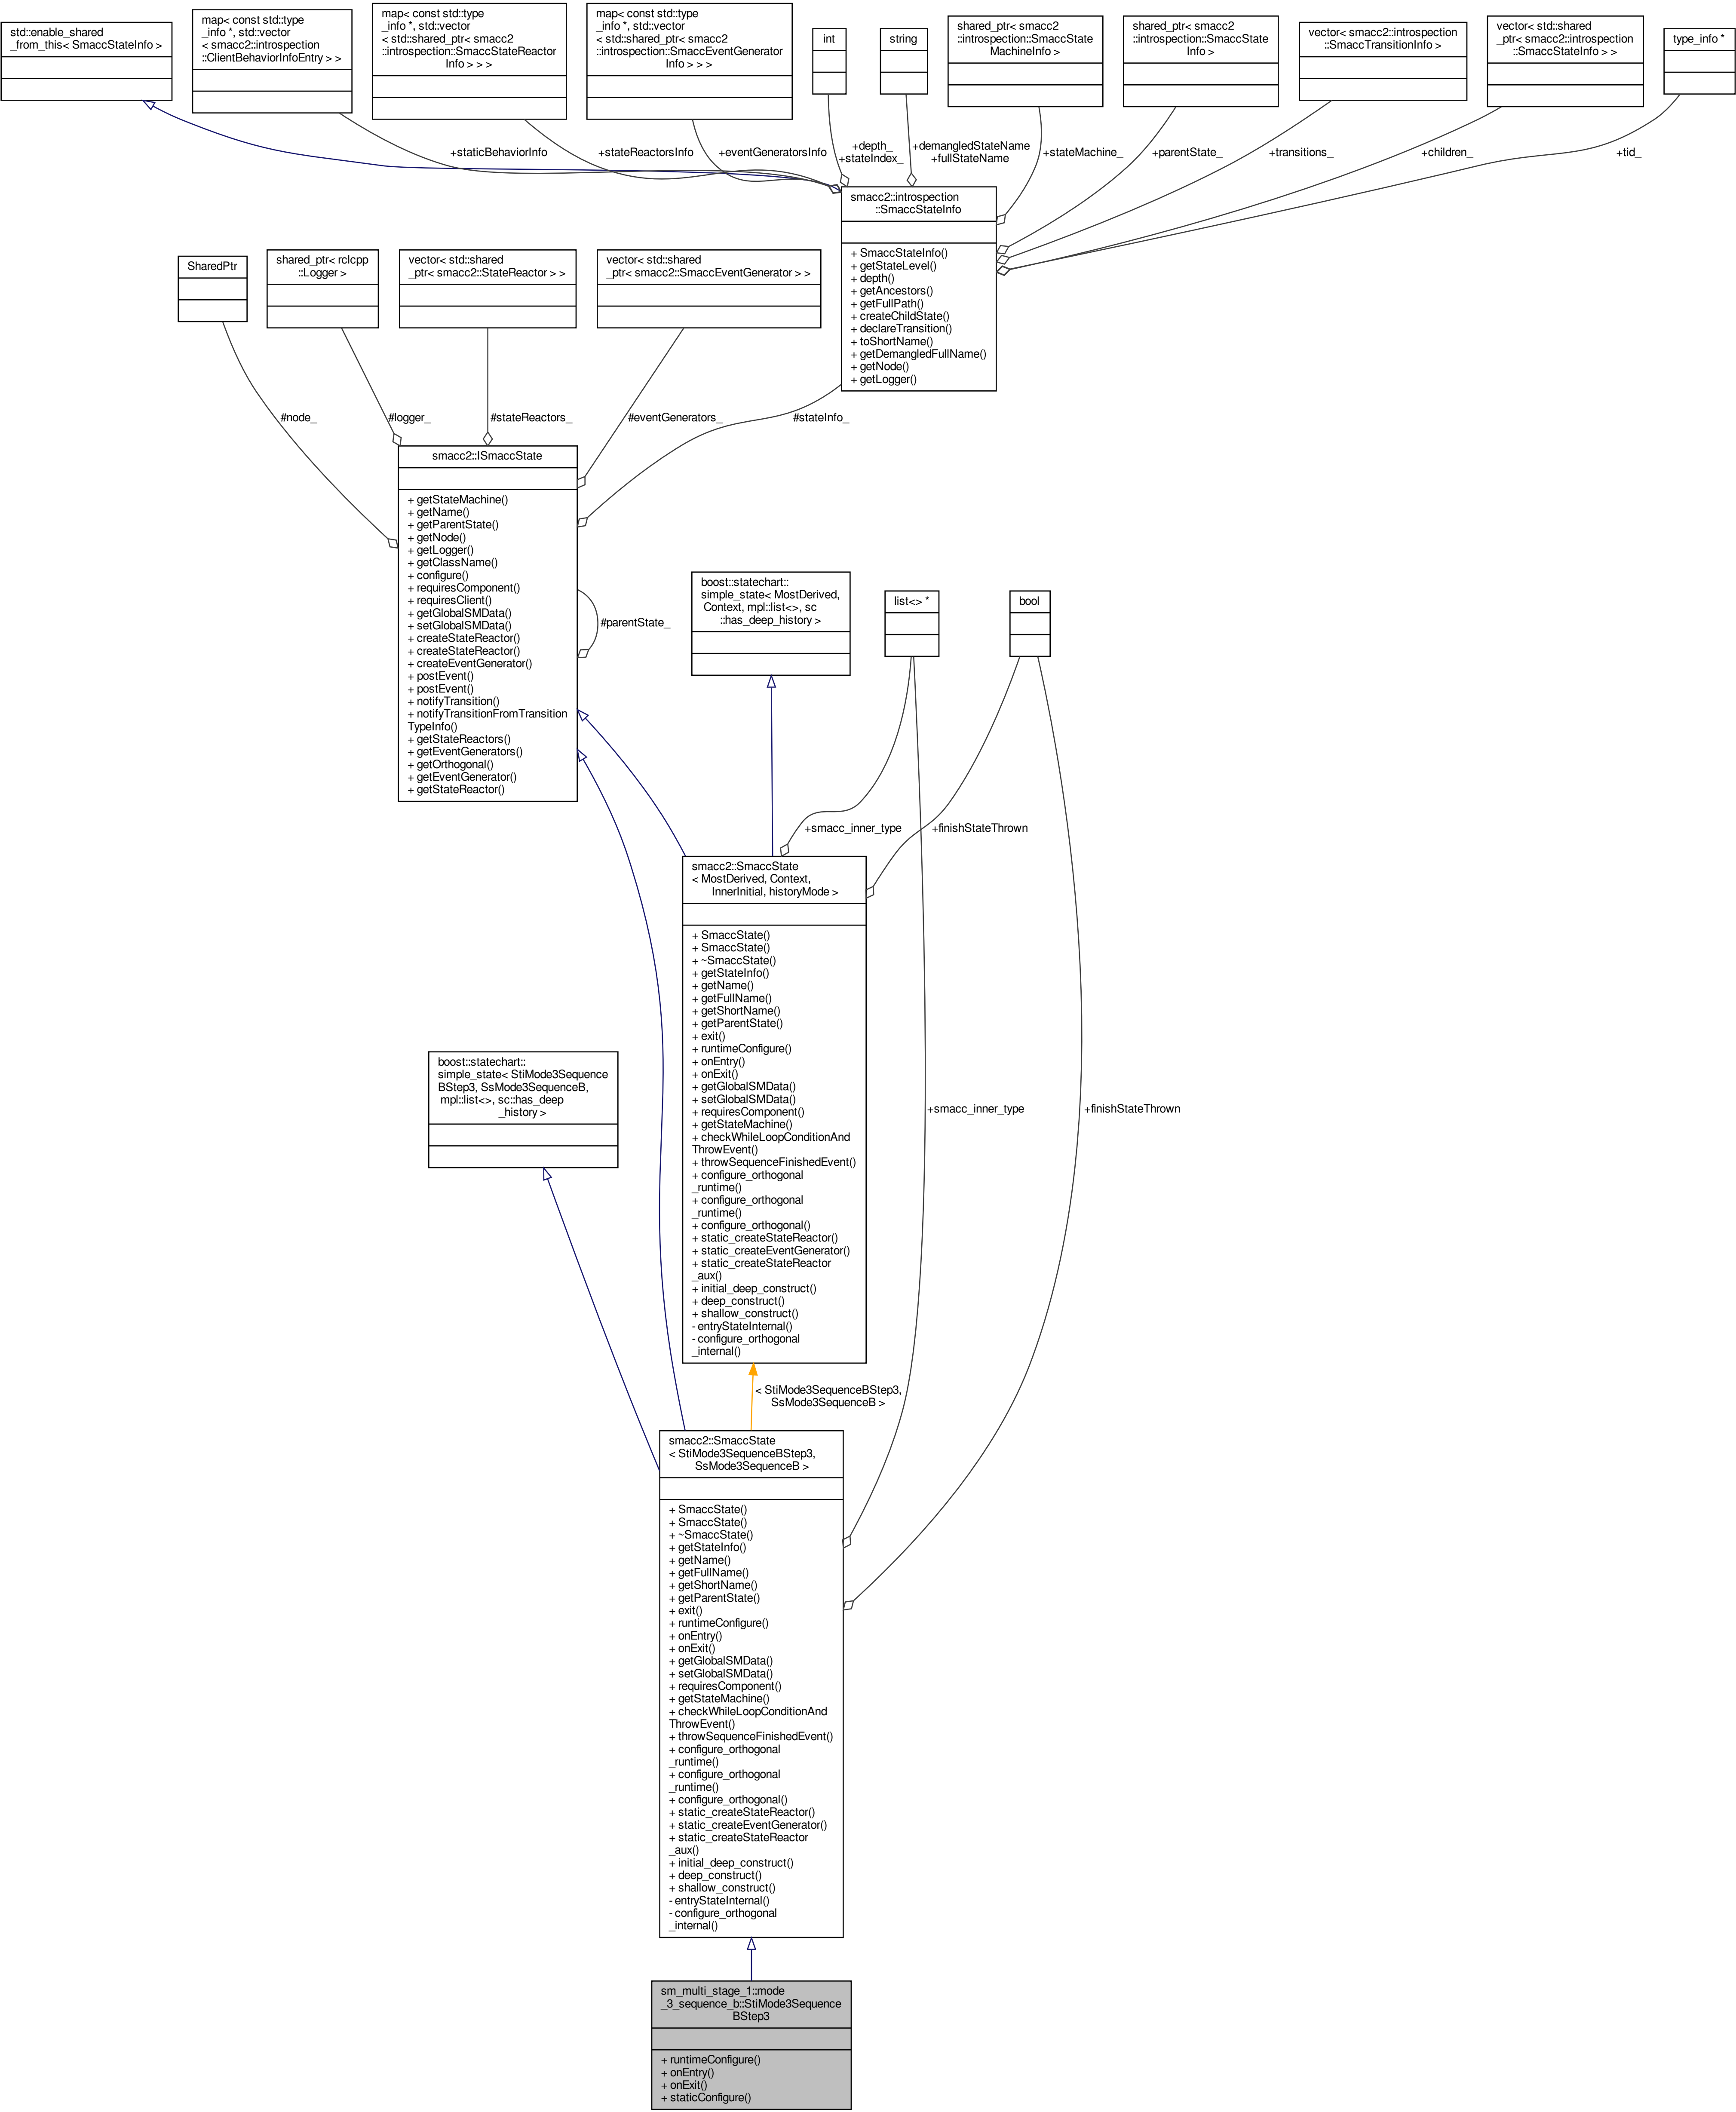 std::enable_shared
_from_this< SmaccStateInfo >
map< const std::type
_info *, std::vector
< smacc2::introspection
::ClientBehaviorInfoEntry > >
map< const std::type
_info *, std::vector
< std::shared_ptr< smacc2
::introspection::SmaccStateReactor
Info > > >
map< const std::type
_info *, std::vector
< std::shared_ptr< smacc2
::introspection::SmaccEventGenerator
Info > > >
int
string
shared_ptr< smacc2
::introspection::SmaccState
MachineInfo >
shared_ptr< smacc2
::introspection::SmaccState
Info >
vector< smacc2::introspection
::SmaccTransitionInfo >
vector< std::shared
_ptr< smacc2::introspection
::SmaccStateInfo > >
type_info *
+staticBehaviorInfo
+stateReactorsInfo
+eventGeneratorsInfo
+depth_
+stateIndex_
+demangledStateName
+fullStateName
+stateMachine_
+parentState_
+transitions_
+children_
+tid_
smacc2::introspection
::SmaccStateInfo
+ SmaccStateInfo()
+ getStateLevel()
+ depth()
+ getAncestors()
+ getFullPath()
+ createChildState()
+ declareTransition()
+ toShortName()
+ getDemangledFullName()
+ getNode()
+ getLogger()
SharedPtr
shared_ptr< rclcpp
::Logger >
vector< std::shared
_ptr< smacc2::StateReactor > >
vector< std::shared
_ptr< smacc2::SmaccEventGenerator > >
#node_
#logger_
#stateReactors_
#eventGenerators_
#stateInfo_
smacc2::ISmaccState
+ getStateMachine()
+ getName()
+ getParentState()
+ getNode()
+ getLogger()
+ getClassName()
+ configure()
+ requiresComponent()
+ requiresClient()
+ getGlobalSMData()
+ setGlobalSMData()
+ createStateReactor()
+ createStateReactor()
+ createEventGenerator()
+ postEvent()
+ postEvent()
+ notifyTransition()
+ notifyTransitionFromTransition
TypeInfo()
+ getStateReactors()
+ getEventGenerators()
+ getOrthogonal()
+ getEventGenerator()
+ getStateReactor()
#parentState_
boost::statechart::
simple_state< MostDerived,
Context, mpl::list<>, sc
::has_deep_history >
list<> *
bool
+smacc_inner_type
+finishStateThrown
smacc2::SmaccState
< MostDerived, Context,
InnerInitial, historyMode >
+ SmaccState()
+ SmaccState()
+ ~SmaccState()
+ getStateInfo()
+ getName()
+ getFullName()
+ getShortName()
+ getParentState()
+ exit()
+ runtimeConfigure()
+ onEntry()
+ onExit()
+ getGlobalSMData()
+ setGlobalSMData()
+ requiresComponent()
+ getStateMachine()
+ checkWhileLoopConditionAnd
ThrowEvent()
+ throwSequenceFinishedEvent()
+ configure_orthogonal
_runtime()
+ configure_orthogonal
_runtime()
+ configure_orthogonal()
+ static_createStateReactor()
+ static_createEventGenerator()
+ static_createStateReactor
_aux()
+ initial_deep_construct()
+ deep_construct()
+ shallow_construct()
- entryStateInternal()
- configure_orthogonal
_internal()
boost::statechart::
simple_state< StiMode3Sequence
BStep3, SsMode3SequenceB,
mpl::list<>, sc::has_deep
_history >
+smacc_inner_type
+finishStateThrown
< StiMode3SequenceBStep3,
SsMode3SequenceB >
smacc2::SmaccState
< StiMode3SequenceBStep3,
SsMode3SequenceB >
+ SmaccState()
+ SmaccState()
+ ~SmaccState()
+ getStateInfo()
+ getName()
+ getFullName()
+ getShortName()
+ getParentState()
+ exit()
+ runtimeConfigure()
+ onEntry()
+ onExit()
+ getGlobalSMData()
+ setGlobalSMData()
+ requiresComponent()
+ getStateMachine()
+ checkWhileLoopConditionAnd
ThrowEvent()
+ throwSequenceFinishedEvent()
+ configure_orthogonal
_runtime()
+ configure_orthogonal
_runtime()
+ configure_orthogonal()
+ static_createStateReactor()
+ static_createEventGenerator()
+ static_createStateReactor
_aux()
+ initial_deep_construct()
+ deep_construct()
+ shallow_construct()
- entryStateInternal()
- configure_orthogonal
_internal()
sm_multi_stage_1::mode
_3_sequence_b::StiMode3Sequence
BStep3
+ runtimeConfigure()
+ onEntry()
+ onExit()
+ staticConfigure()